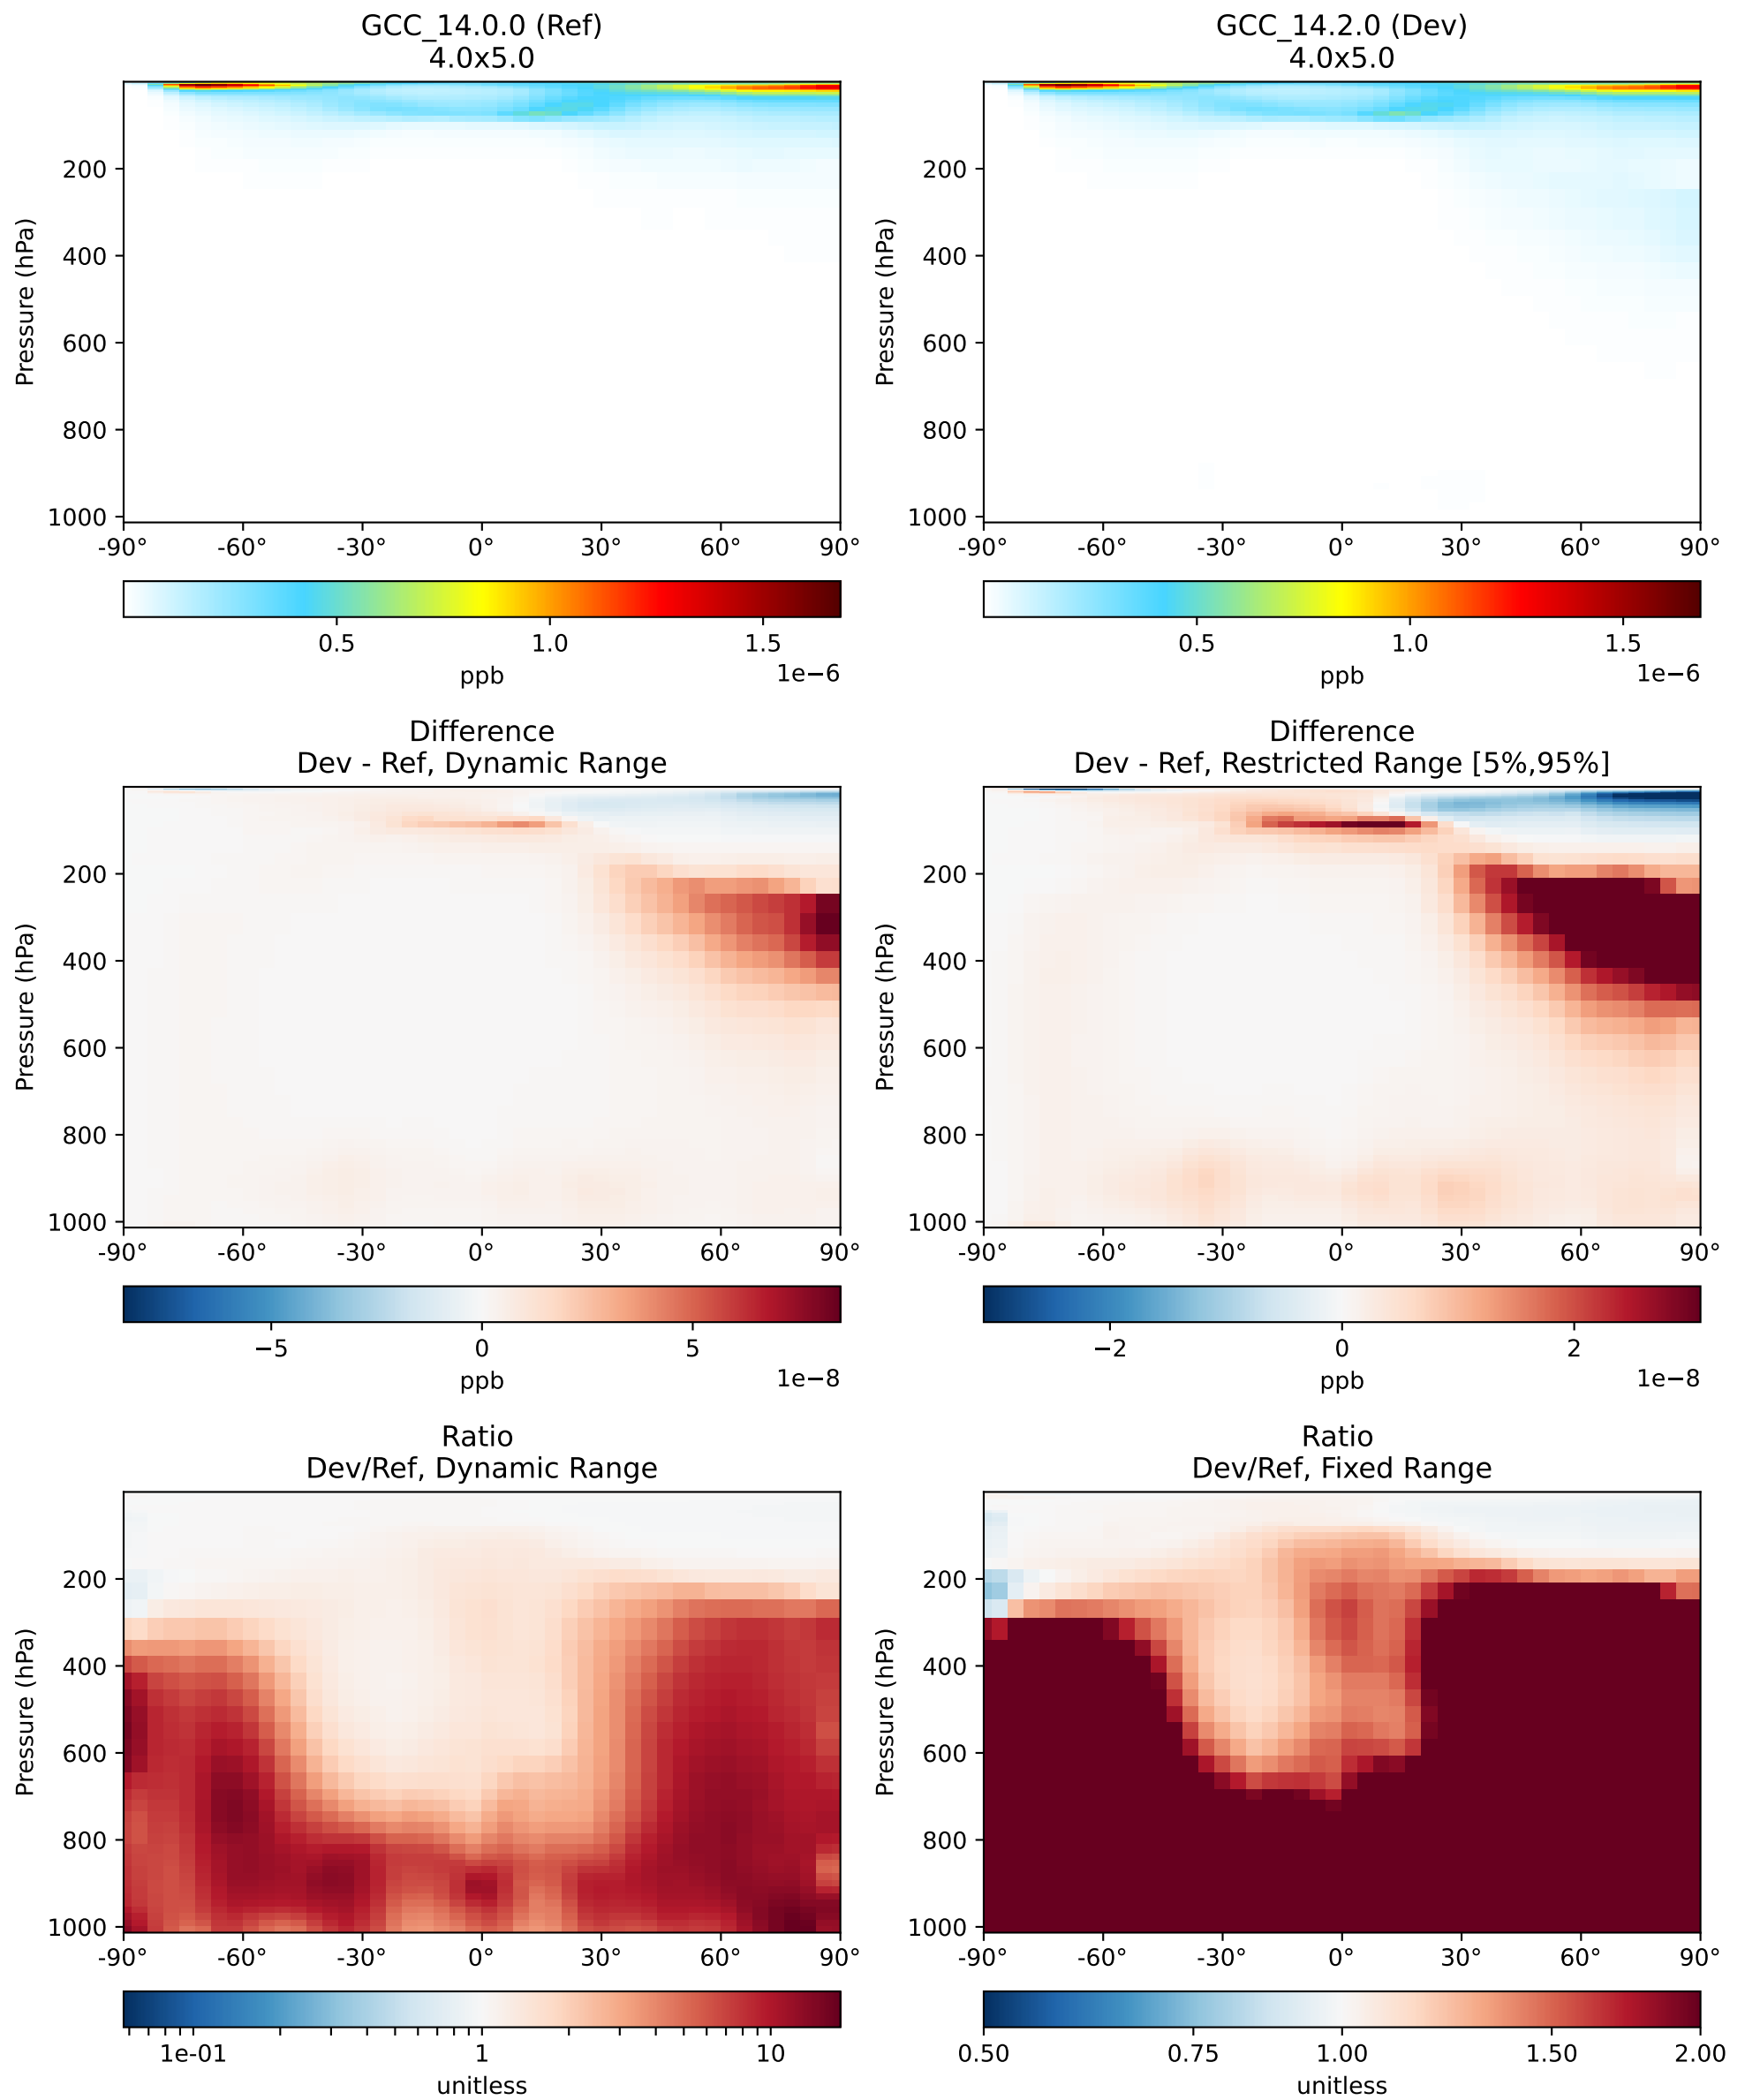 GCC_14.0.0 (Ref)
4.0x5.0
GCC_14.2.0 (Dev)
4.0x5.0
Pressure (hPa)
200
400
600
800
1000
-90° -60° -30° 0° 30° 60° 90°
0.5 1.0 1.5
1e−6
ppb
Pressure (hPa)
200
400
600
800
1000
-90° -60° -30° 0° 30° 60° 90°
0.5 1.0 1.5
1e−6
ppb
Difference
Dev - Ref, Dynamic Range
Difference
Dev - Ref, Restricted Range [5%,95%]
Pressure (hPa)
200
400
600
800
1000
-90° -60° -30° 0° 30° 60° 90°
−5 0 5
1e−8
ppb
Pressure (hPa)
200
400
600
800
1000
-90° -60° -30° 0° 30° 60° 90°
−2 0 2
1e−8
ppb
Ratio
Dev/Ref, Dynamic Range
Ratio
Dev/Ref, Fixed Range
Pressure (hPa)
200
400
600
800
1000
-90° -60° -30° 0° 30° 60° 90°
1e-01 1 10
unitless
Pressure (hPa)
200
400
600
800
1000
-90° -60° -30° 0° 30° 60° 90°
0.50 0.75 1.00 1.50 2.00
unitless